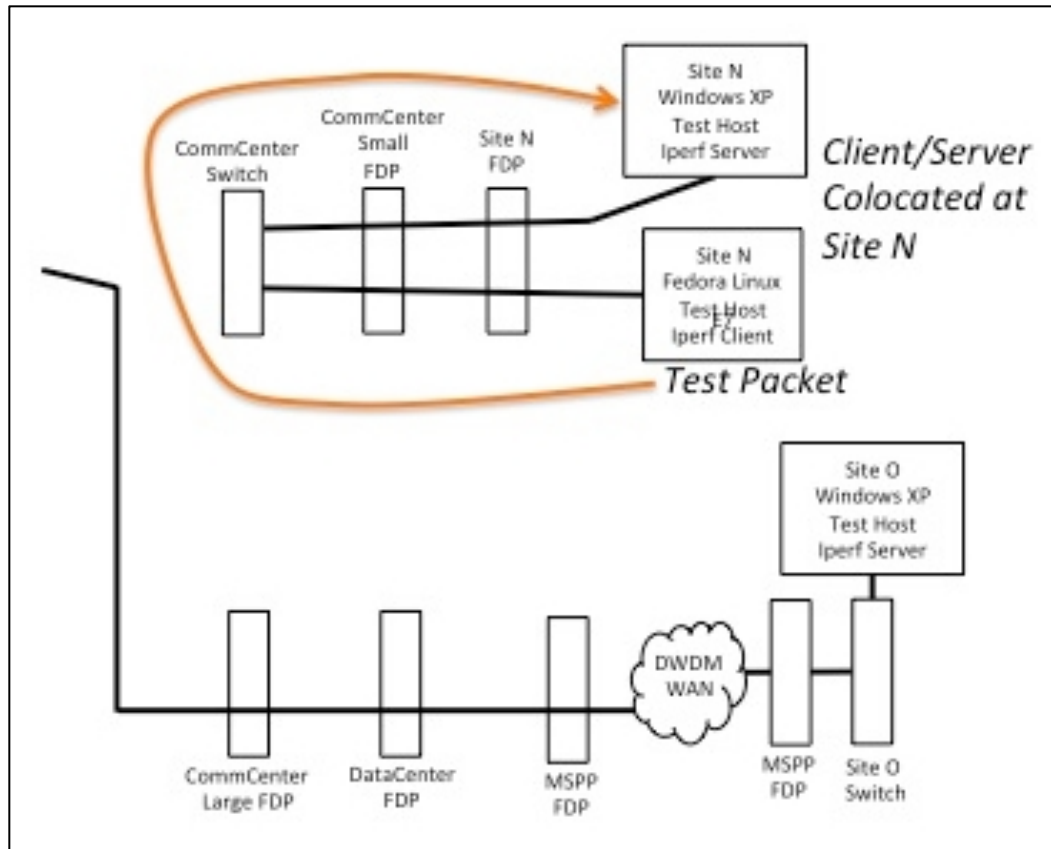 Site N
Windows XP
Test Host
Iperf Server
CommCenter
Small
FDP
Site N
FDP
CommCenter
Switch
Client/Server
Colocated at
Site N
Site N
Fedora Linux
Test Host
Iperf Client
Test Packet
Site O
Windows XP
Test Host
Iperf Server
DWDM
WAN
CommCenter
Large FDP
DataCenter
FDP
MSPP
FDP
MSPP
FDP
Site O
Switch